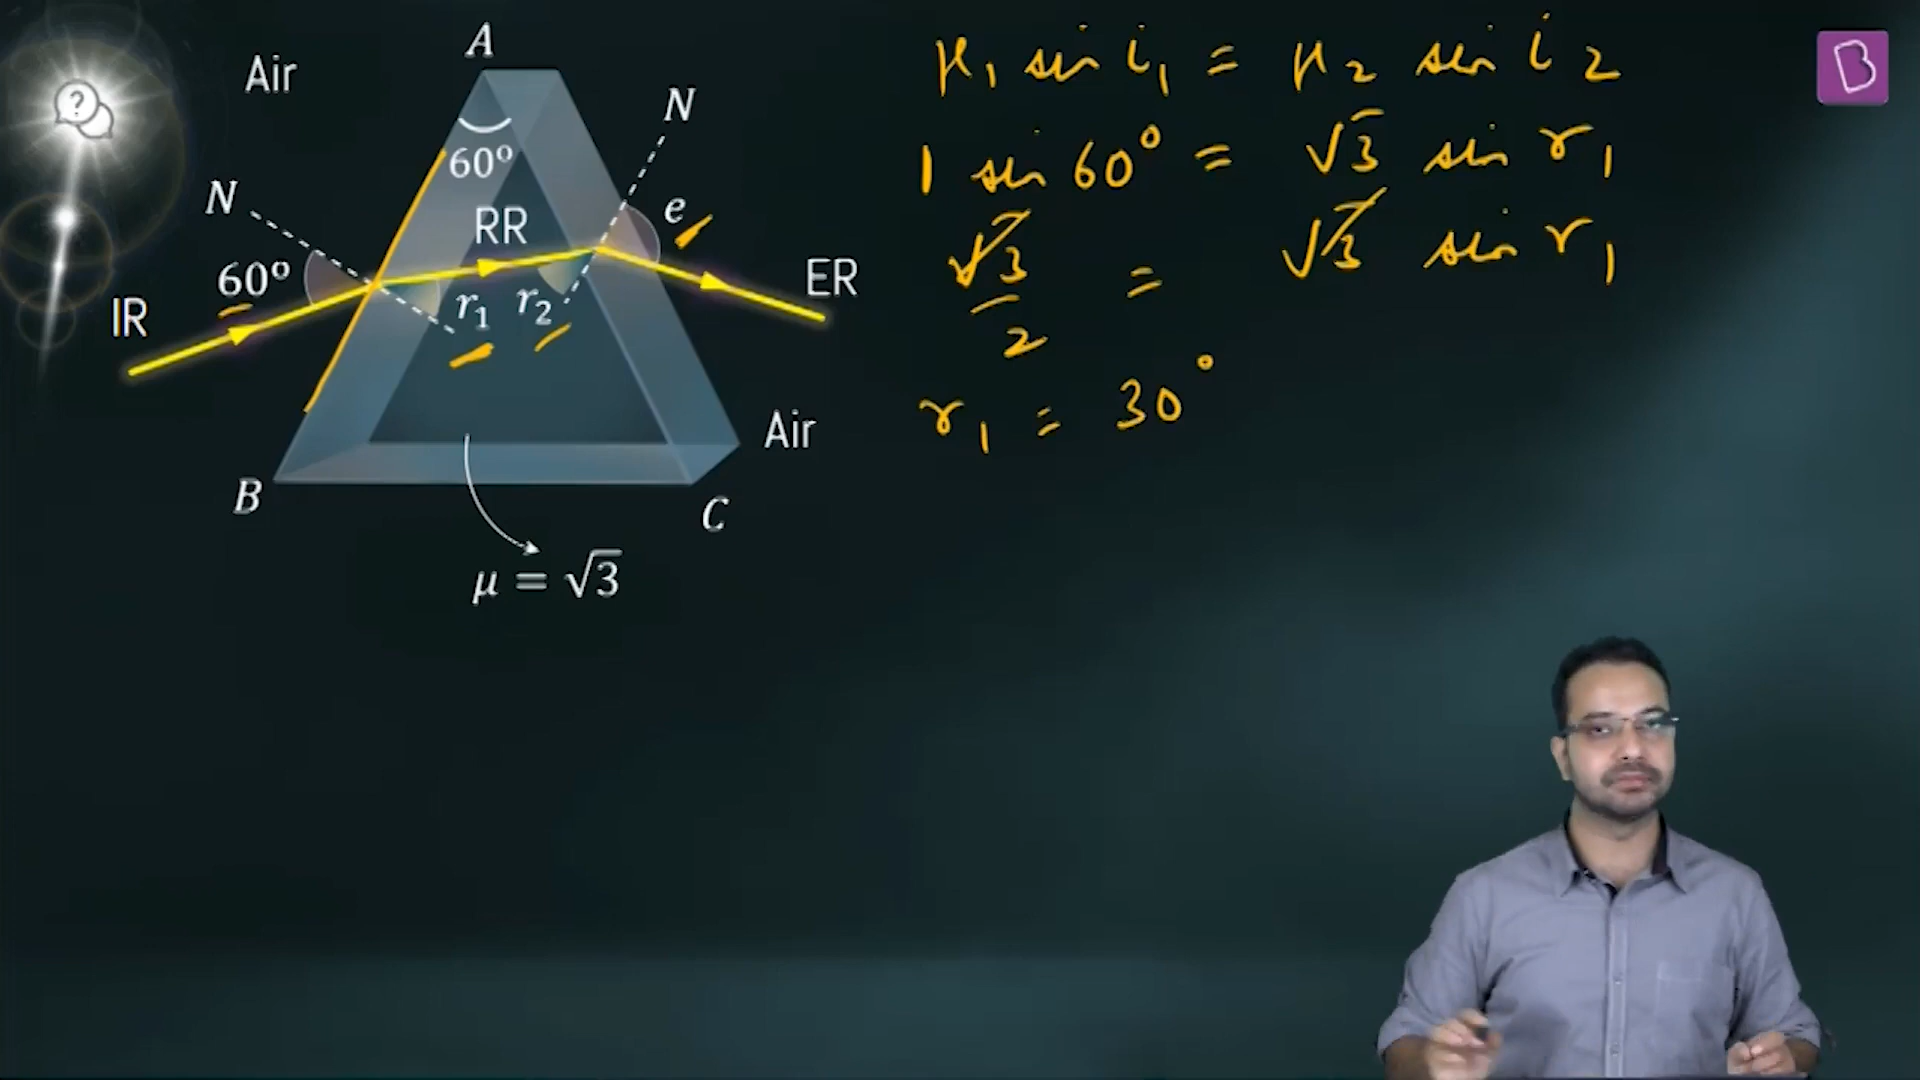 A
Air
N
60°
N
RR
e
60°
r₁
r₂
ER
IR
Air
B
C
μ = √3
μ₁ sin i₁ = μ₂ sin i₂
1 sin 60° = √3 sin r₁
√3/2 = √3 sin r₁
r₁ = 30°
B
?